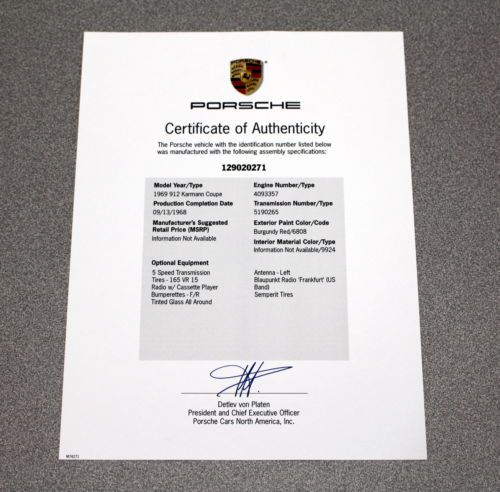 PORSCHE
Certificate of Authenticity
The Porsche vehicle with the identification number listed below
was manufactured with the following assembly specifications:
129020271
Model Year/Type
1969 912 Karmann Coupe
Production Completion Date
09/13/1968
Manufacturer's Suggested
Retail Price (MSRP)
Information Not Available
Engine Number/Type
4093357
Transmission Number/Type
5190265
Exterior Paint Color/Code
Burgundy Red/6808
Interior Material Color/Type
Information Not Available/9924
Optional Equipment
5 Speed Transmission
Tires - 165 VR 15
Radio w/ Cassette Player
Bumperettes - F/R
Tinted Glass All Around
Antenna - Left
Blaupunkt Radio 'Frankfurt' (US
Band)
Semperit Tires
Detlev von Platen
President and Chief Executive Officer
Porsche Cars North America, Inc.